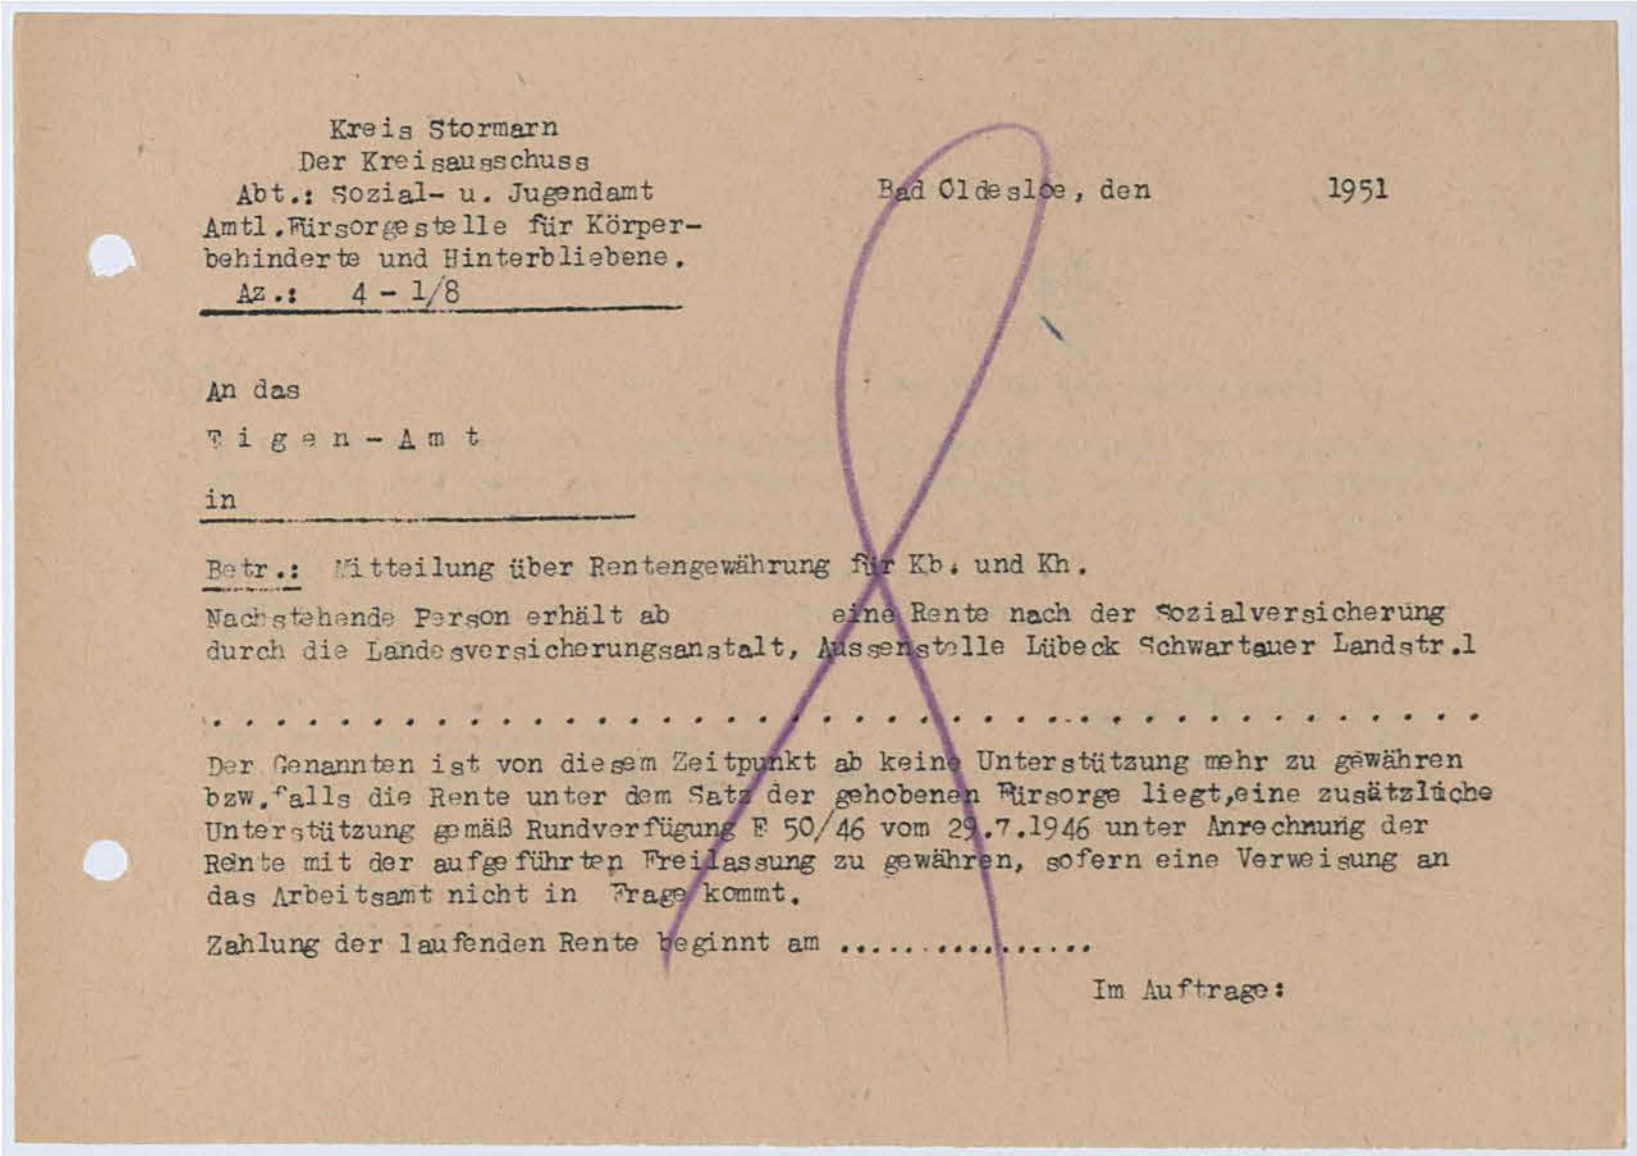 Kreis Stormarn
Der Kreisausschuss
Abt.: Sozial- u. Jugendamt
Amtl.Fürsorgestelle für Körper-
behinderte und Hinterbliebene.
Az.: 4 - 1/8
Bad Oldesloe, den 1951
An das
Eigen-Amt
in
Betr.: Mitteilung über Rentengewährung für Kb. und Kh.
Nachstehende Person erhält ab eine Rente nach der Sozialversicherung
durch die Landesversicherungsanstalt, Aussenstelle Lübeck Schwartauer Landstr.1
. . . . . . . . . . . . . . . . . . . . . . . . . . . . . . . . . . . . . . . .
Der Genannten ist von diesem Zeitpunkt ab keine Unterstützung mehr zu gewähren
bzw.falls die Rente unter dem Satz der gehobenen Fürsorge liegt,eine zusätzliche
Unterstützung gemäß Rundverfügung F 50/46 vom 29.7.1946 unter Anrechnung der
Rente mit der aufgeführten Freilassung zu gewähren, sofern eine Verweisung an
das Arbeitsamt nicht in Frage kommt.
Zahlung der laufenden Rente beginnt am ................
Im Auftrage: